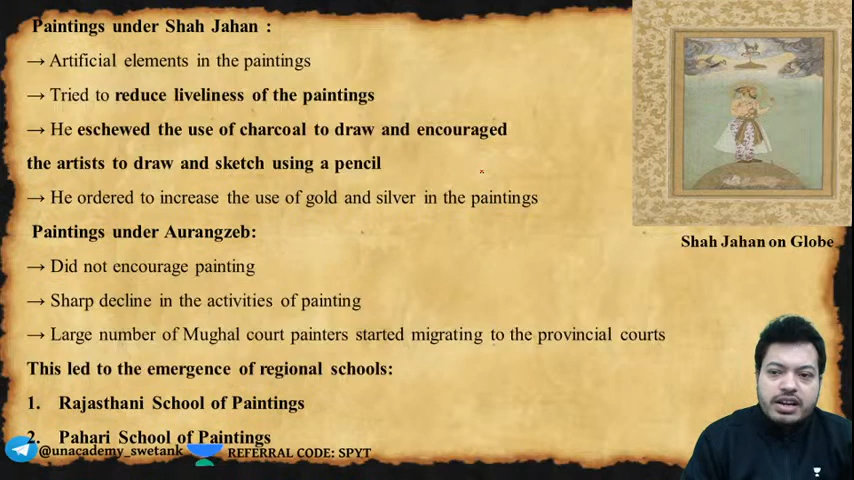 Paintings under Shah Jahan :
→ Artificial elements in the paintings
→ Tried to reduce liveliness of the paintings
→ He eschewed the use of charcoal to draw and encouraged
the artists to draw and sketch using a pencil
→ He ordered to increase the use of gold and silver in the paintings
Shah Jahan on Globe
Paintings under Aurangzeb:
→ Did not encourage painting
→ Sharp decline in the activities of painting
→ Large number of Mughal court painters started migrating to the provincial courts
This led to the emergence of regional schools:
1. Rajasthani School of Paintings
2. Pahari School of Paintings
@unacademy_swetank
REFERRAL CODE: SPYT